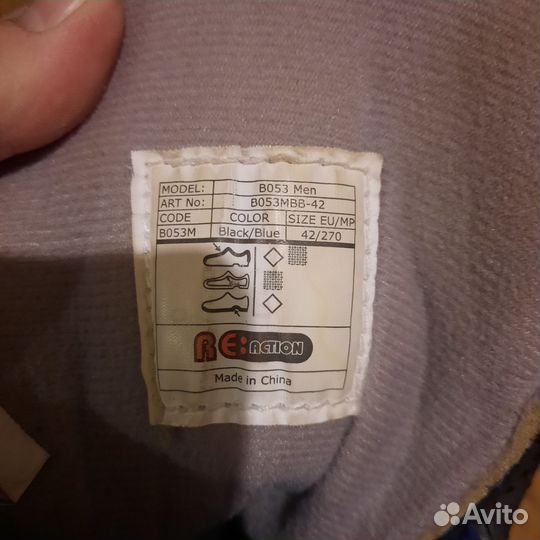 MODEL: B053 Men
ART No: B053MBB-42
CODE COLOR SIZE EU/MP
B053M Black/Blue 42/270
RE:ACTION
Made in China
Avito